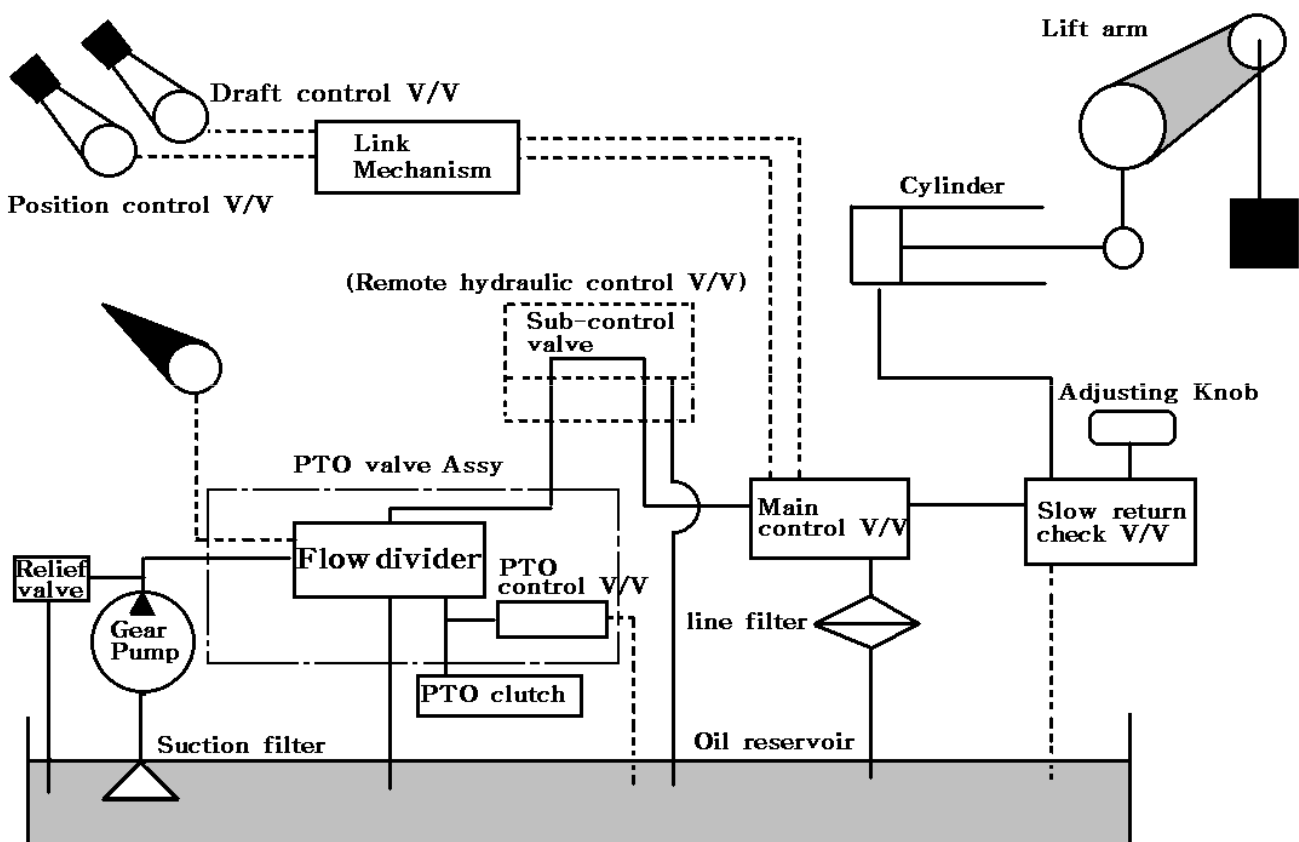 Lift arm
Draft control V/V
Link
Mechanism
Position control V/V
Cylinder
(Remote hydraulic control V/V)
Sub-control
valve
Adjusting Knob
PTO valve Assy
Main
control V/V
Slow return
check V/V
Flow divider
Relief
valve
PTO
control V/V
Gear
Pump
line filter
PTO clutch
Suction filter
Oil reservoir